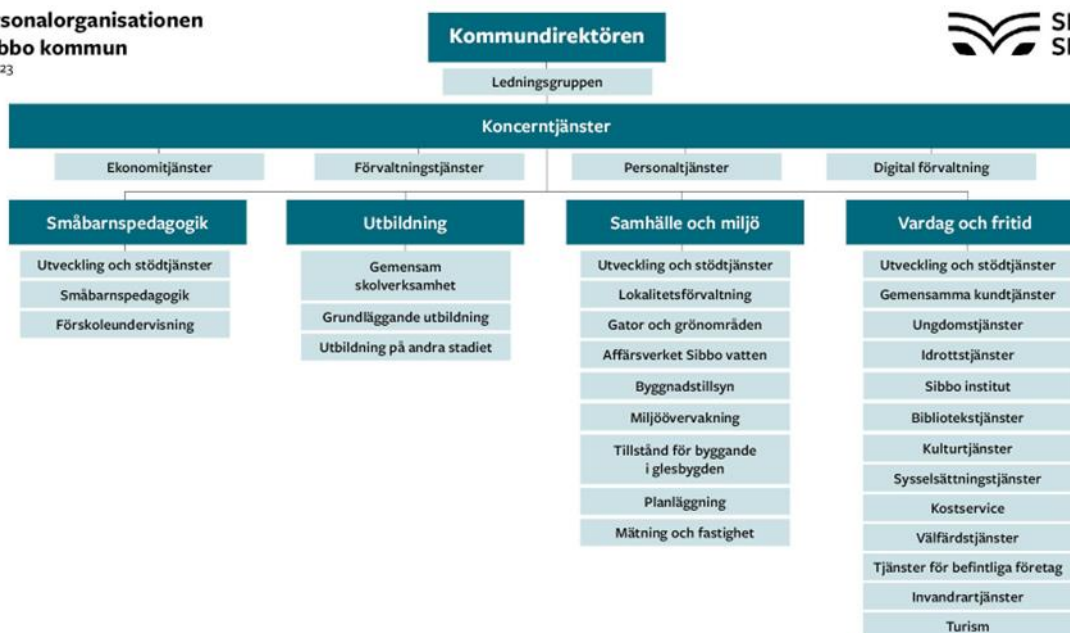 rsonalorganisationen
bbo kommun
23
Kommundirektören
Ledningsgruppen
Koncerntjänster
Ekonomitjänster
Förvaltningstjänster
Personaltjänster
Digital förvaltning
Småbarnspedagogik
Utveckling och stödtjänster
Småbarnspedagogik
Förskoleundervisning
Utbildning
Gemensam
skolverksamhet
Grundläggande utbildning
Utbildning på andra stadiet
Samhälle och miljö
Utveckling och stödtjänster
Lokalitetsförvaltning
Gator och grönområden
Affärsverket Sibbo vatten
Byggnadstillsyn
Miljöövervakning
Tillstånd för byggande
i glesbygden
Planläggning
Mätning och fastighet
Vardag och fritid
Utveckling och stödtjänster
Gemensamma kundtjänster
Ungdomstjänster
Idrottstjänster
Sibbo institut
Bibliotekstjänster
Kulturtjänster
Sysselsättningstjänster
Kostservice
Välfärdstjänster
Tjänster för befintliga företag
Invandrartjänster
Turism